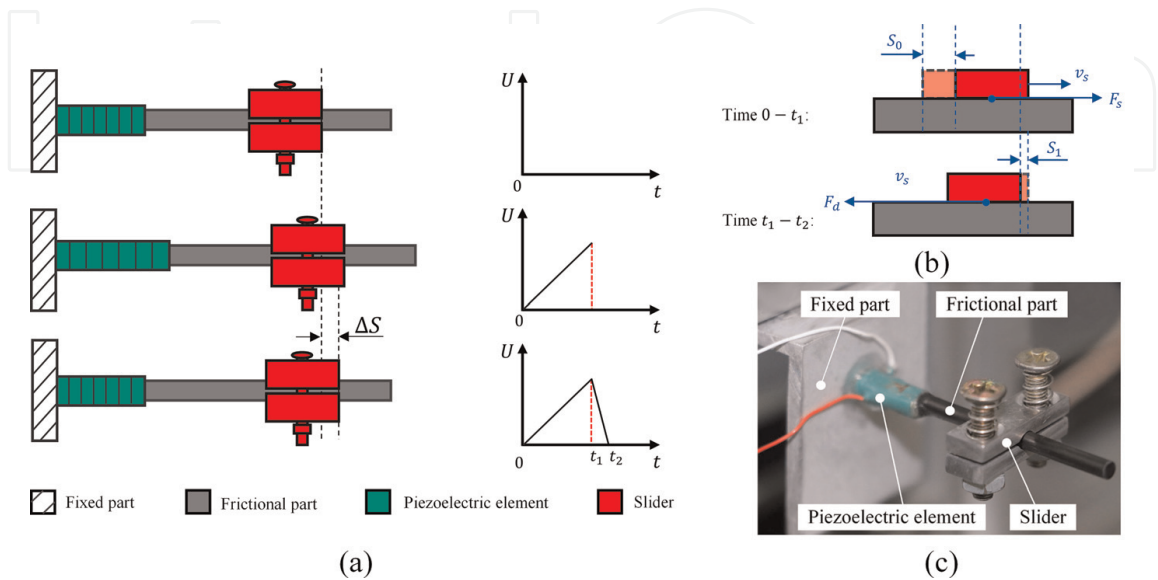 U
0
t
U
0
t
ΔS
U
0
t₁
t₂
t
Fixed part
Frictional part
Piezoelectric element
Slider
(a)
S₀
vₛ
Time 0 − t₁:
Fₛ
S₁
vₛ
F_d
Time t₁ − t₂:
(b)
Fixed part
Frictional part
Piezoelectric element
Slider
(c)